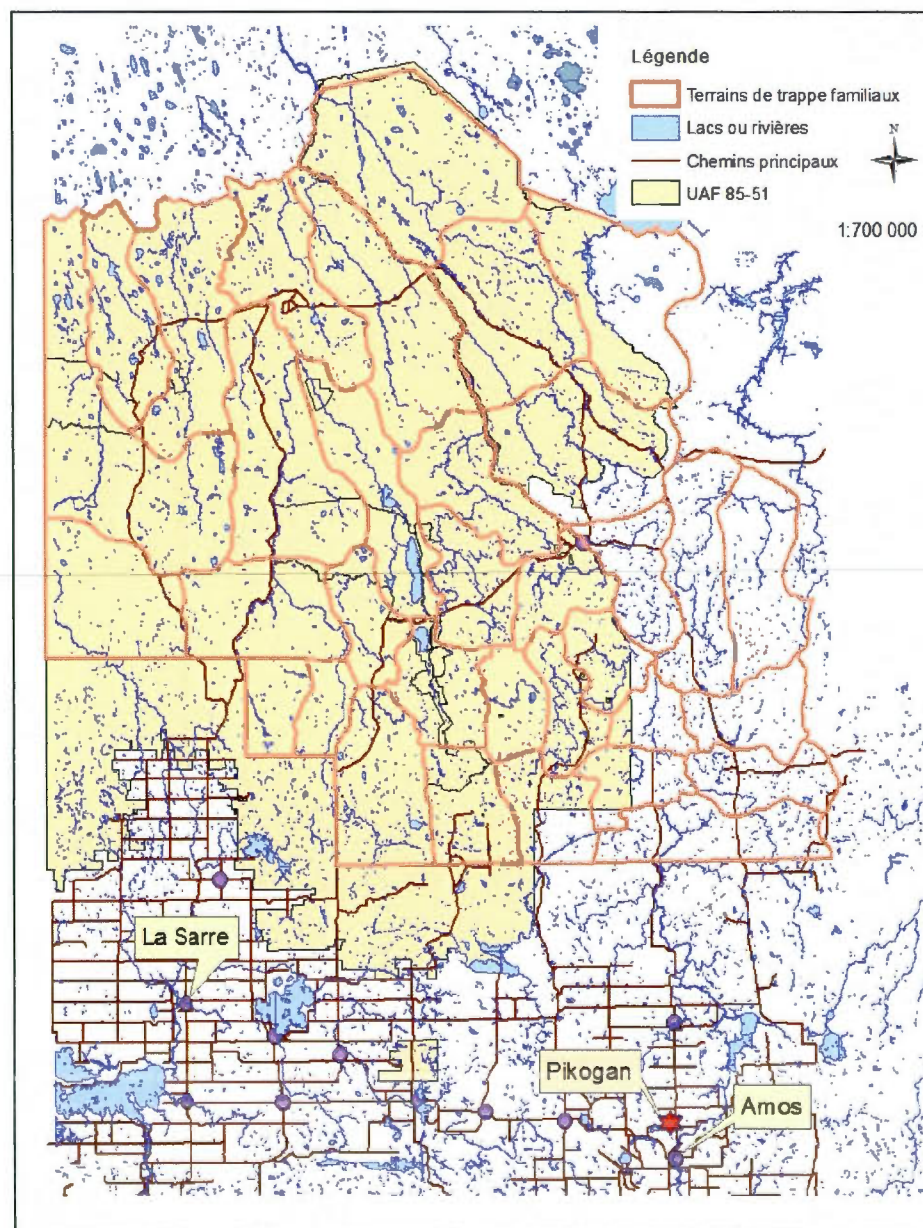 Légende
Terrains de trappe familiaux
Lacs ou rivières
N
Chemins principaux
UAF 85-51
1:700 000
La Sarre
Pikogan
Amos